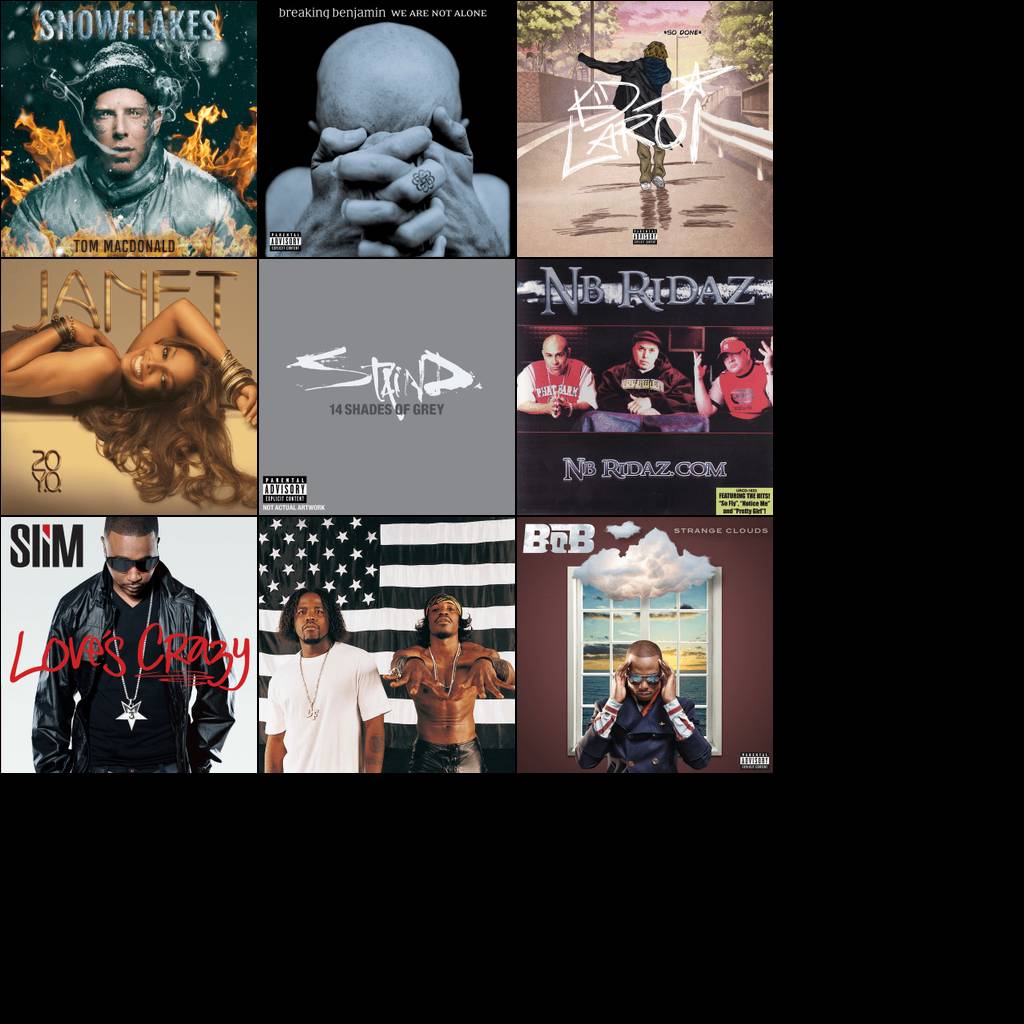 SNOWFLAKES
TOM MACDONALD
breaking benjamin WE ARE NOT ALONE
PARENTAL
ADVISORY
EXPLICIT CONTENT
*SO DONE*
KID
LAROI
PARENTAL
ADVISORY
EXPLICIT CONTENT
JANET
20
Y.O.
STAIND
14 SHADES OF GREY
PARENTAL
ADVISORY
EXPLICIT CONTENT
NOT ACTUAL ARTWORK
NB RIDAZ
PHAT FARM
NB RIDAZ.COM
FEATURING THE HITS!
"So Fly", "Notice Me"
and "Pretty Girl"!
SLiM
LOVE'S CRAZY
B.o.B
STRANGE CLOUDS
PARENTAL
ADVISORY
EXPLICIT CONTENT